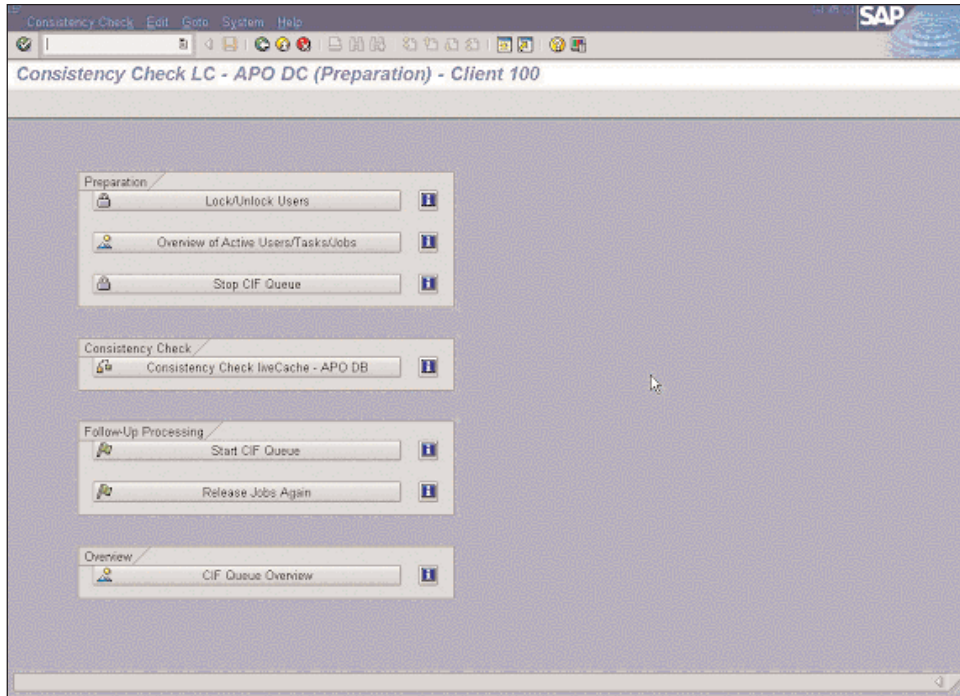 Consistency Check Edit Goto System Help
SAP
Consistency Check LC - APO DC (Preparation) - Client 100
Preparation
Lock/Unlock Users
Overview of Active Users/Tasks/Jobs
Stop CIF Queue
Consistency Check
Consistency Check liveCache - APO DB
Follow-Up Processing
Start CIF Queue
Release Jobs Again
Overview
CIF Queue Overview